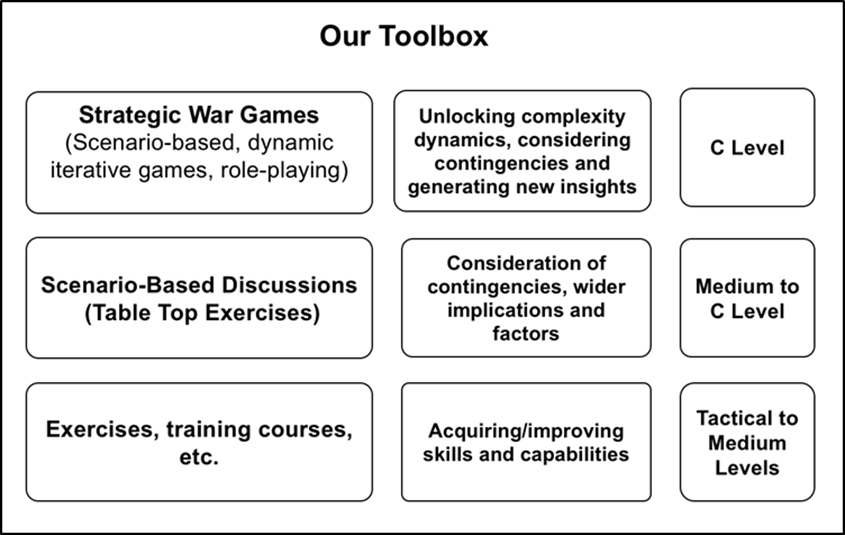 Our Toolbox
Strategic War Games
(Scenario-based, dynamic
iterative games, role-playing)
Unlocking complexity
dynamics, considering
contingencies and
generating new insights
C Level
Scenario-Based Discussions
(Table Top Exercises)
Consideration of
contingencies, wider
implications and
factors
Medium to
C Level
Exercises, training courses,
etc.
Acquiring/improving
skills and capabilities
Tactical to
Medium
Levels